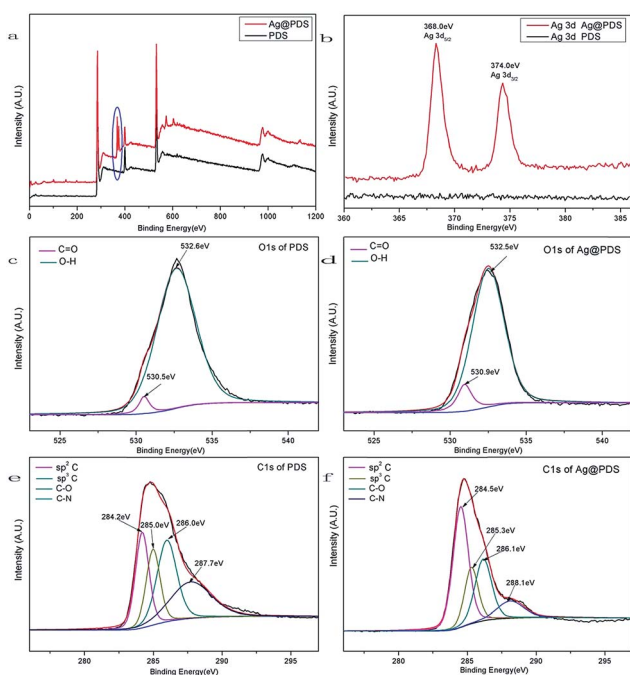 a
Ag@PDS
PDS
Intensity (A.U.)
0 200 400 600 800 1000 1200
Binding Energy(eV)
b
Ag 3d Ag@PDS
Ag 3d PDS
368.0eV
Ag 3d5/2
374.0eV
Ag 3d3/2
Intensity (A.U.)
360 365 370 375 380 385
Binding Energy(eV)
c
C=O
O-H
O1s of PDS
532.6eV
530.5eV
Intensity (A.U.)
525 530 535 540
Binding Energy(eV)
d
C=O
O-H
O1s of Ag@PDS
532.5eV
530.9eV
Intensity (A.U.)
525 530 535 540
Binding Energy(eV)
e
sp2 C
sp3 C
C-O
C-N
C1s of PDS
284.2eV
285.0eV
286.0eV
287.7eV
Intensity (A.U.)
280 285 290 295
Binding Energy(eV)
f
sp2 C
sp3 C
C-O
C-N
C1s of Ag@PDS
284.5eV
285.3eV
286.1eV
288.1eV
Intensity (A.U.)
280 285 290 295
Binding Energy(eV)